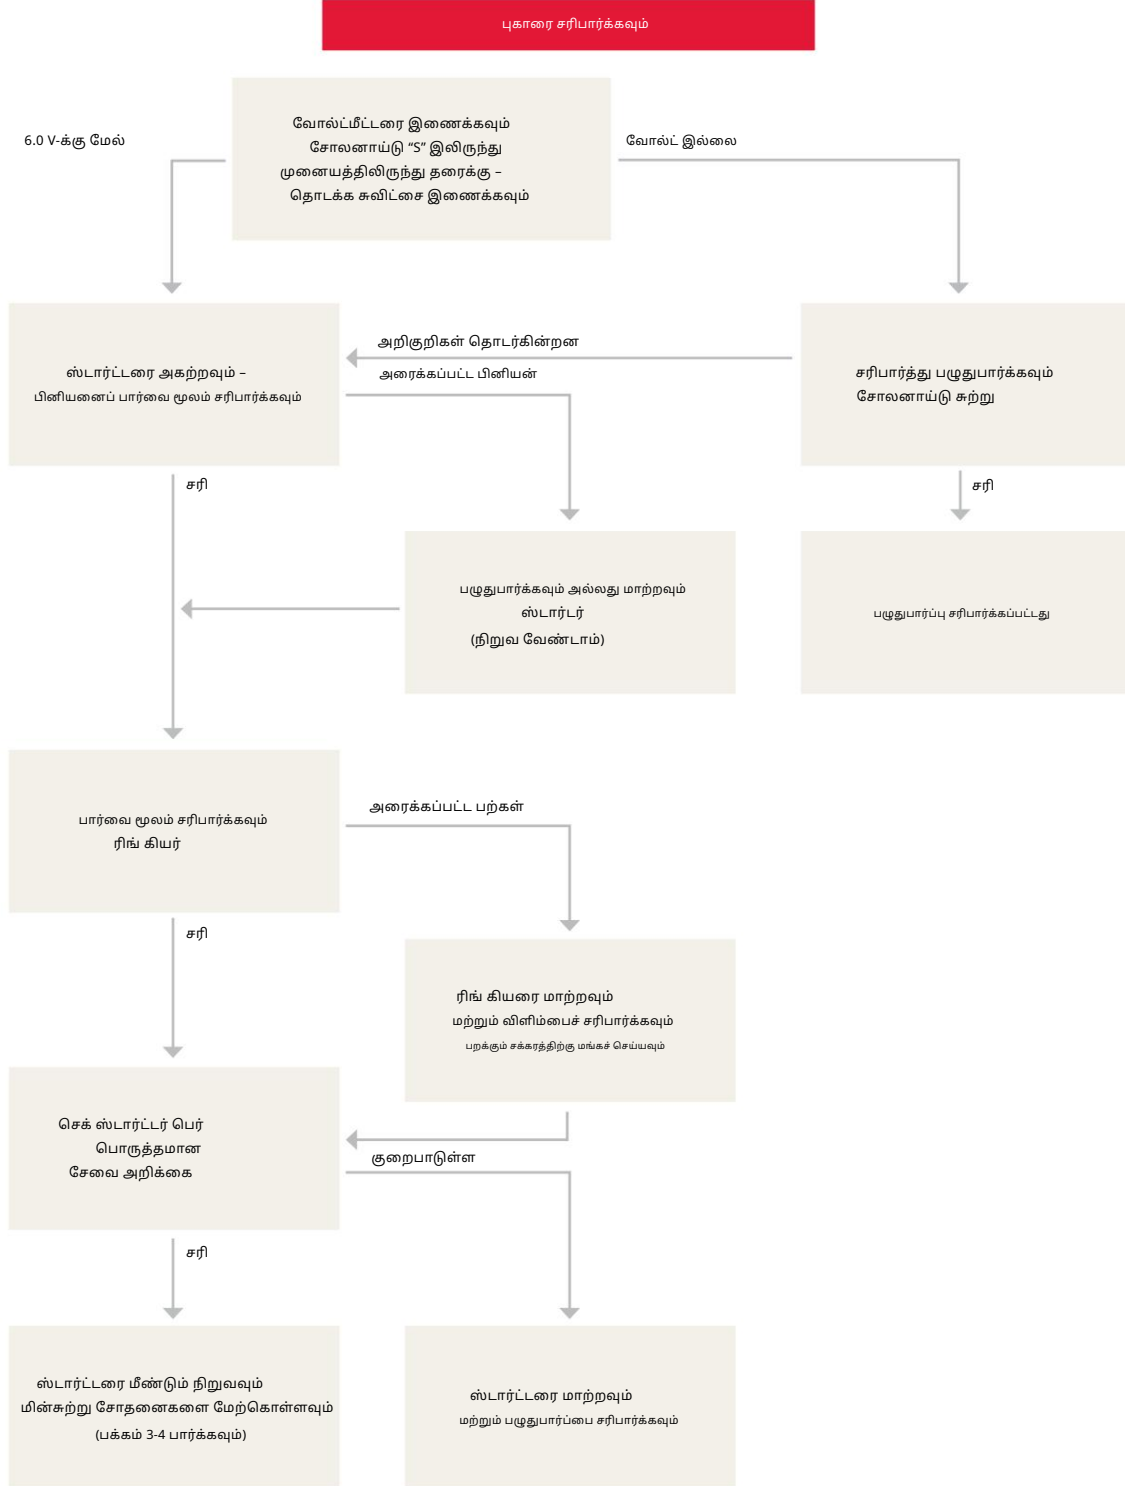 புகாரை சரிபார்க்கவும்
6.0 V-க்கு மேல்
வோல்ட்மீட்டரை இணைக்கவும்
சோலனாய்டு “S” இலிருந்து
முனையத்திலிருந்து தரைக்கு –
தொடக்க சுவிட்சை இணைக்கவும்
வோல்ட் இல்லை
ஸ்டார்ட்டரை அகற்றவும் –
பினியனைப் பார்வை மூலம் சரிபார்க்கவும்
அறிகுறிகள் தொடர்கின்றன
அரைக்கப்பட்ட பினியன்
சரிபார்த்து பழுதுபார்க்கவும்
சோலனாய்டு சுற்று
சரி
சரி
பழுதுபார்க்கவும் அல்லது மாற்றவும்
ஸ்டார்டர்
(நிறுவ வேண்டாம்)
பழுதுபார்ப்பு சரிபார்க்கப்பட்டது
பார்வை மூலம் சரிபார்க்கவும்
ரிங் கியர்
அரைக்கப்பட்ட பற்கள்
சரி
ரிங் கியரை மாற்றவும்
மற்றும் விளிம்பைச் சரிபார்க்கவும்
பறக்கும் சக்கரத்திற்கு மங்கச் செய்யவும்
செக் ஸ்டார்ட்டர் பெர்
பொருத்தமான
சேவை அறிக்கை
குறைபாடுள்ள
சரி
ஸ்டார்ட்டரை மீண்டும் நிறுவவும்
மின்சுற்று சோதனைகளை மேற்கொள்ளவும்
(பக்கம் 3-4 பார்க்கவும்)
ஸ்டார்ட்டரை மாற்றவும்
மற்றும் பழுதுபார்ப்பை சரிபார்க்கவும்